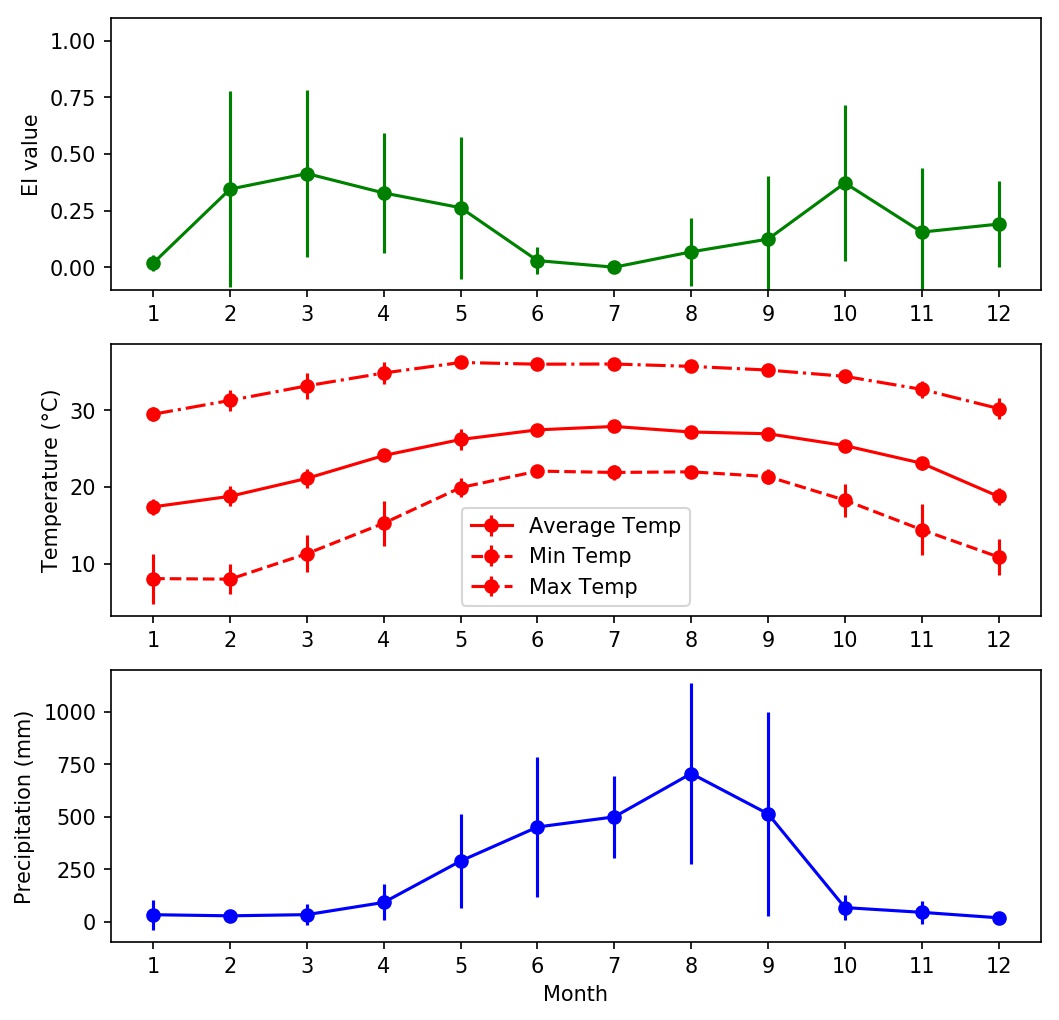 EI value
1.00
0.75
0.50
0.25
0.00
1 2 3 4 5 6 7 8 9 10 11 12
Temperature (°C)
30
20
10
Average Temp
Min Temp
Max Temp
1 2 3 4 5 6 7 8 9 10 11 12
Precipitation (mm)
1000
750
500
250
0
1 2 3 4 5 6 7 8 9 10 11 12
Month